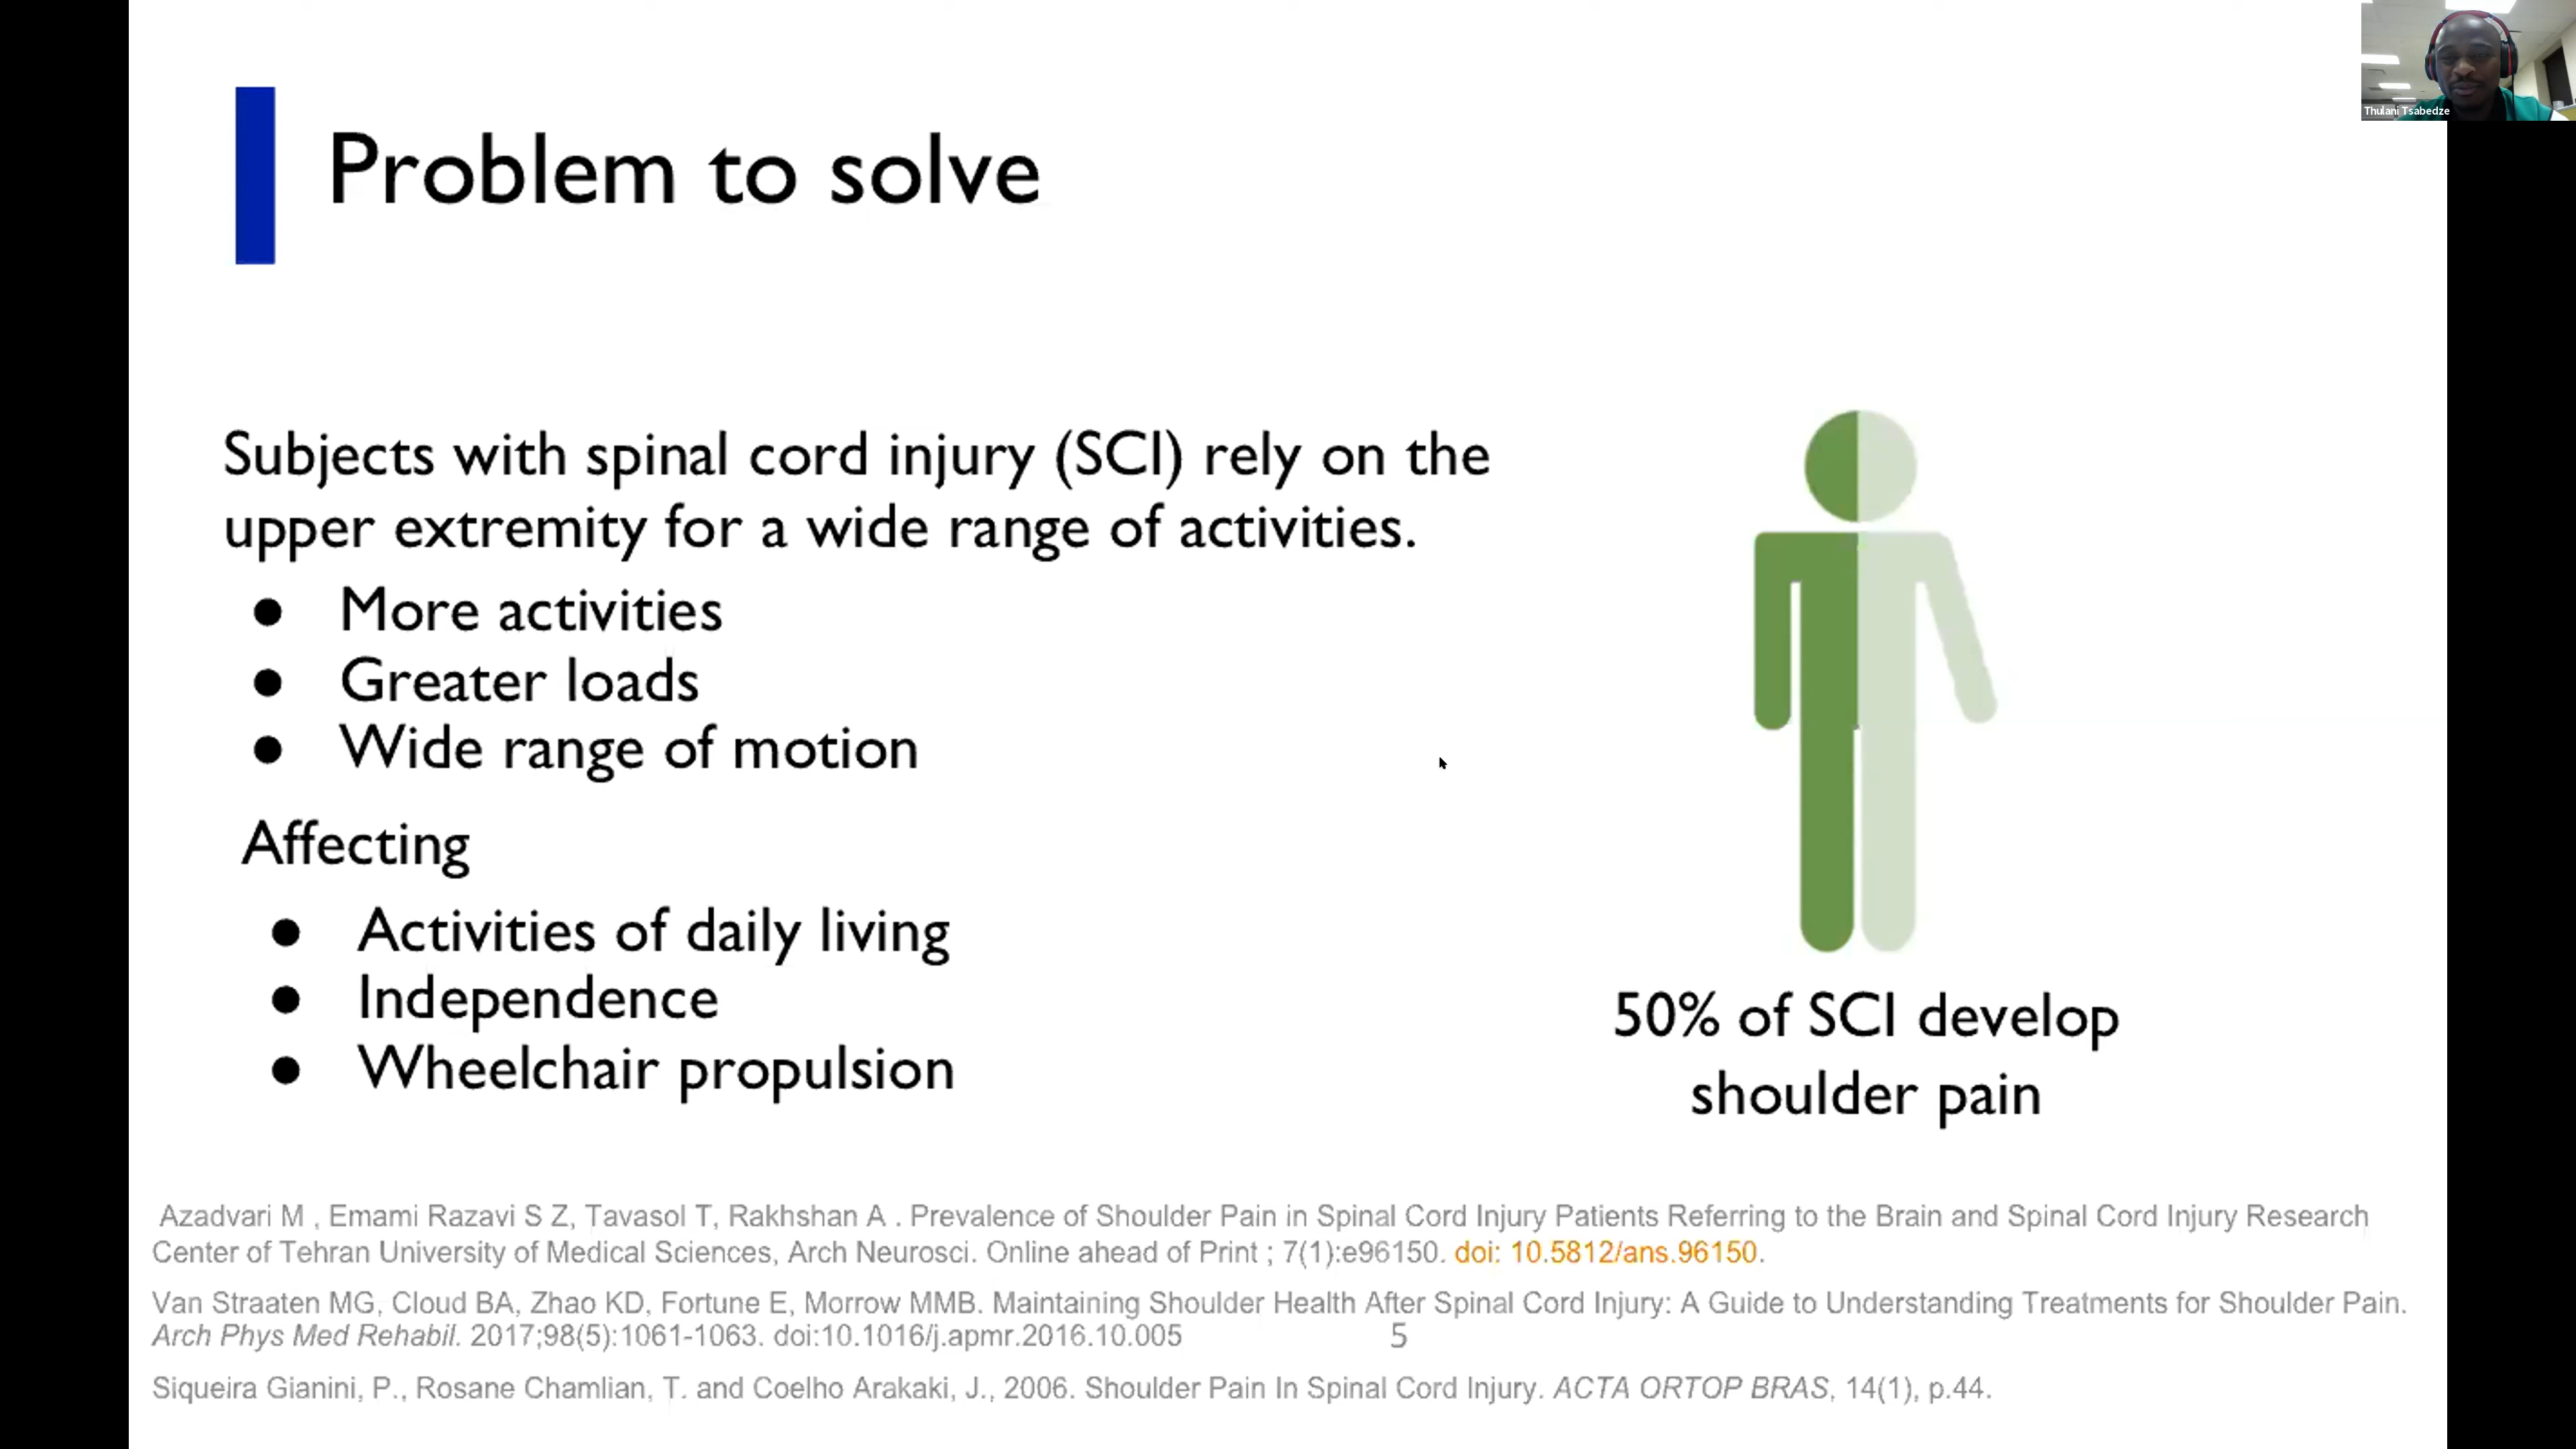 Thulani Tsabedze
Problem to solve
Subjects with spinal cord injury (SCI) rely on the
upper extremity for a wide range of activities.
● More activities
● Greater loads
● Wide range of motion
Affecting
● Activities of daily living
● Independence
● Wheelchair propulsion
50% of SCI develop
shoulder pain
Azadvari M , Emami Razavi S Z, Tavasol T, Rakhshan A . Prevalence of Shoulder Pain in Spinal Cord Injury Patients Referring to the Brain and Spinal Cord Injury Research
Center of Tehran University of Medical Sciences, Arch Neurosci. Online ahead of Print ; 7(1):e96150. doi: 10.5812/ans.96150.
Van Straaten MG, Cloud BA, Zhao KD, Fortune E, Morrow MMB. Maintaining Shoulder Health After Spinal Cord Injury: A Guide to Understanding Treatments for Shoulder Pain.
Arch Phys Med Rehabil. 2017;98(5):1061-1063. doi:10.1016/j.apmr.2016.10.005
5
Siqueira Gianini, P., Rosane Chamlian, T. and Coelho Arakaki, J., 2006. Shoulder Pain In Spinal Cord Injury. ACTA ORTOP BRAS, 14(1), p.44.